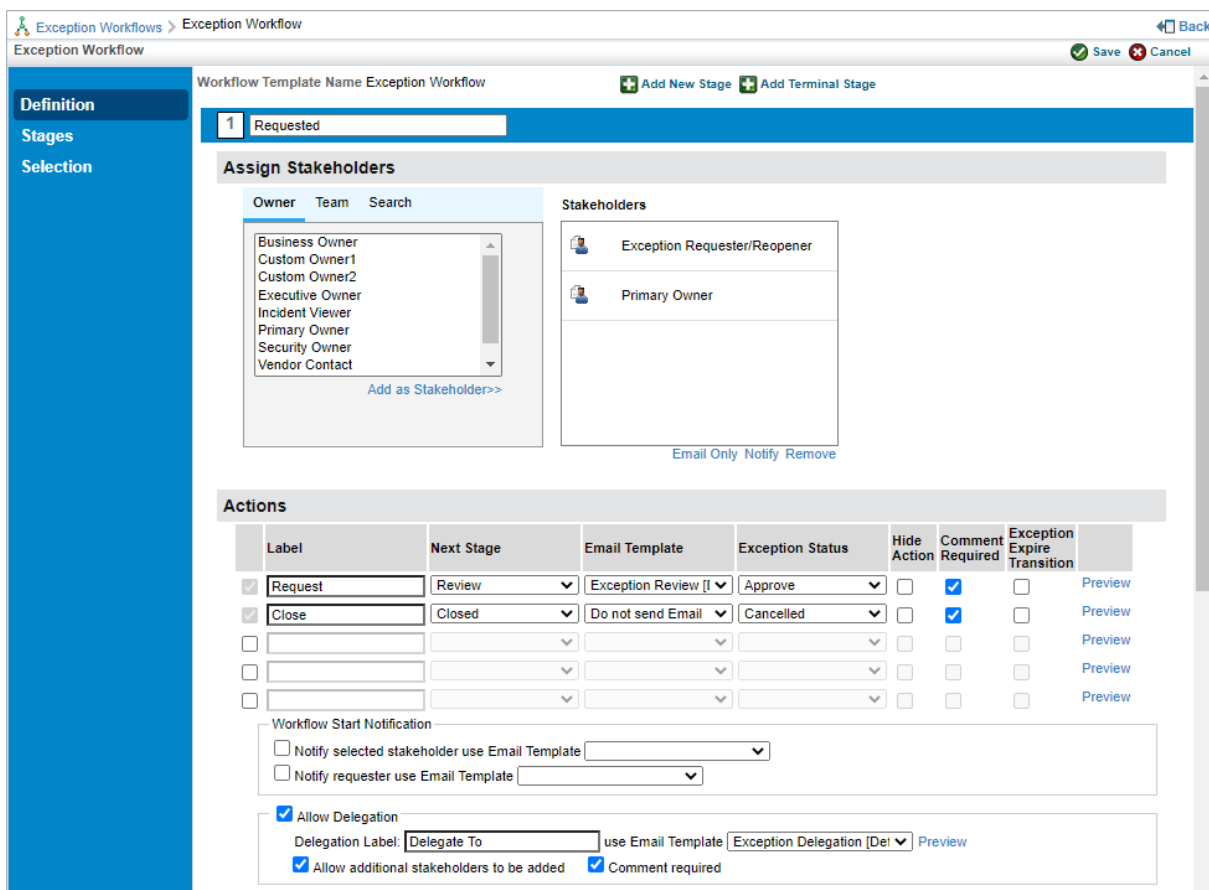 Exception Workflows > Exception Workflow
Back
Exception Workflow
Save Cancel
Definition
Stages
Selection
Workflow Template Name Exception Workflow
Add New Stage Add Terminal Stage
1 Requested
Assign Stakeholders
Owner Team Search
Business Owner
Custom Owner1
Custom Owner2
Executive Owner
Incident Viewer
Primary Owner
Security Owner
Vendor Contact
Add as Stakeholder>>
Stakeholders
Exception Requester/Reopener
Primary Owner
Email Only Notify Remove
Actions
Label Next Stage Email Template Exception Status Hide Action Comment Required Exception Expire Transition
Request Review Exception Review [ Approve Preview
Close Closed Do not send Email Cancelled Preview
Preview
Preview
Preview
Workflow Start Notification
Notify selected stakeholder use Email Template
Notify requester use Email Template
Allow Delegation
Delegation Label: Delegate To use Email Template Exception Delegation [Def Preview
Allow additional stakeholders to be added Comment required